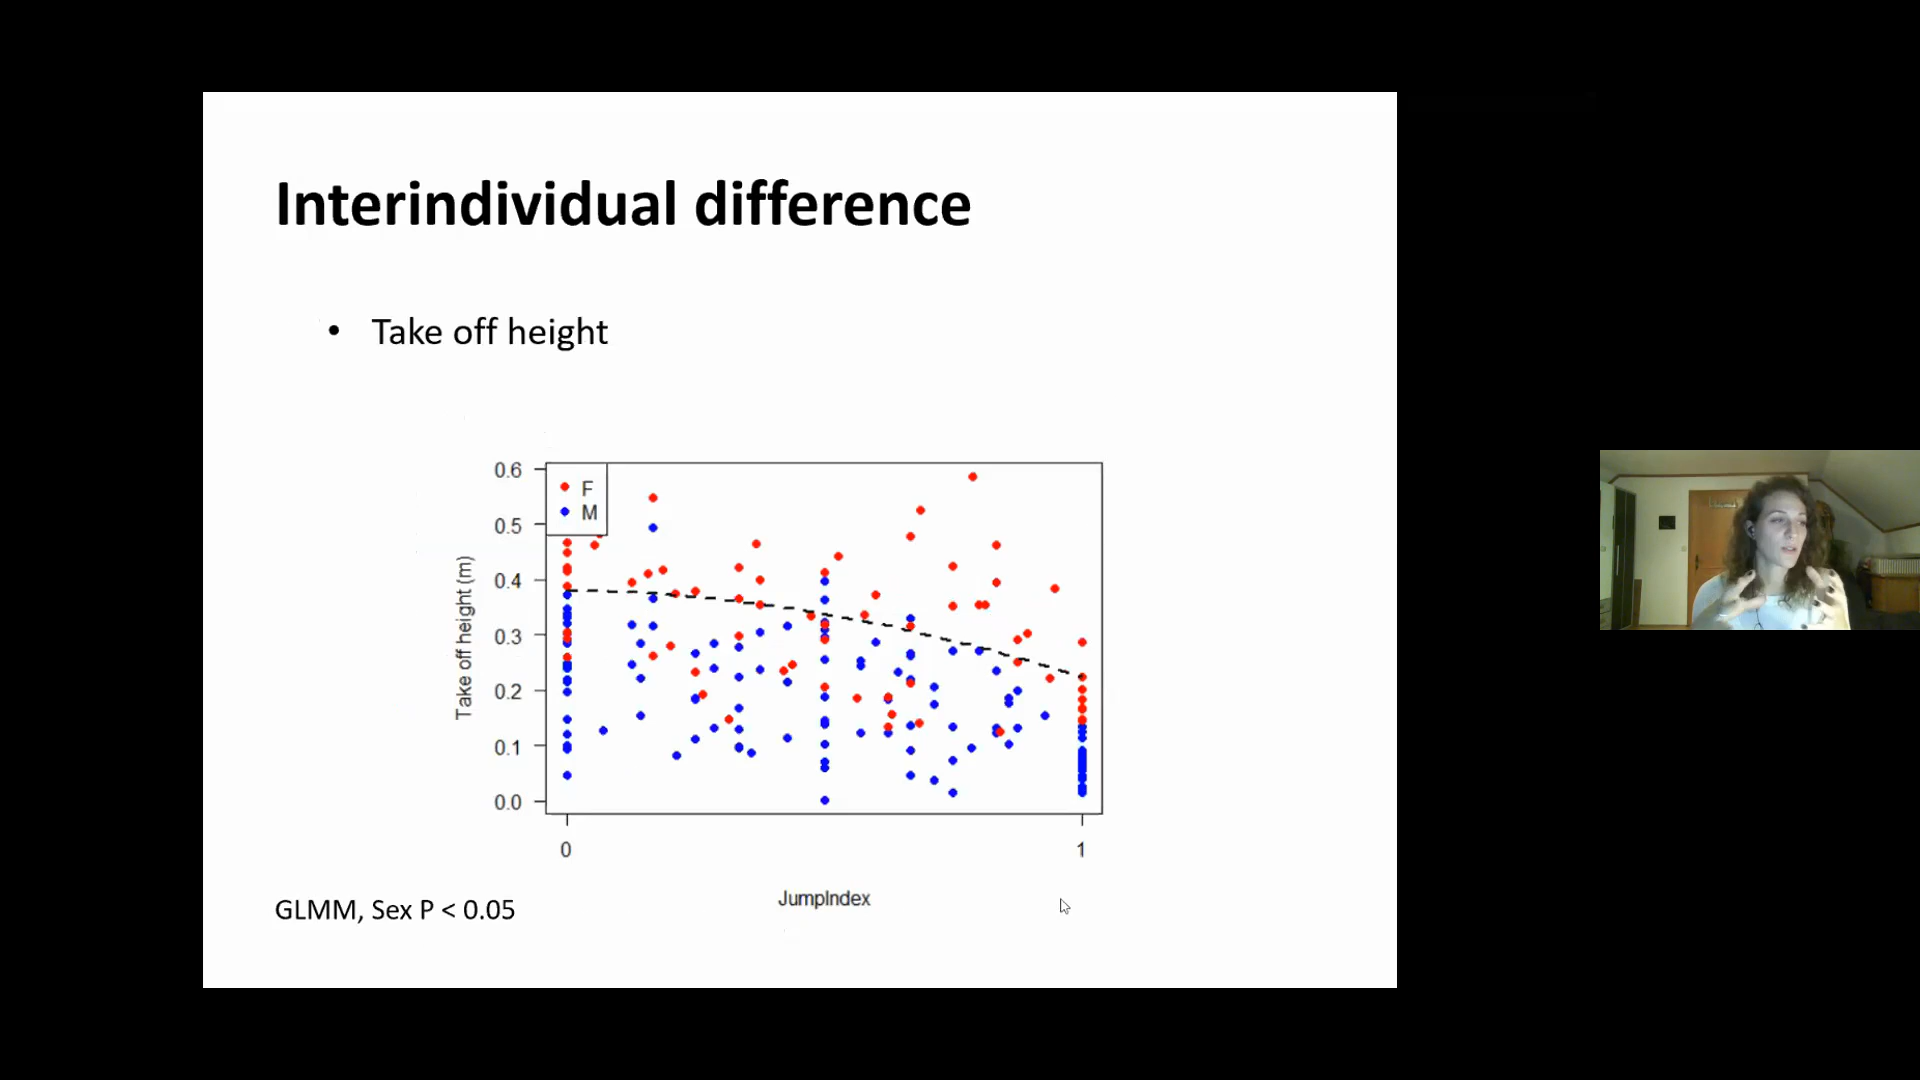 Interindividual difference
• Take off height
Take off height (m)
0.6
0.5
0.4
0.3
0.2
0.1
0.0
F
M
0
1
JumpIndex
GLMM, Sex P < 0.05